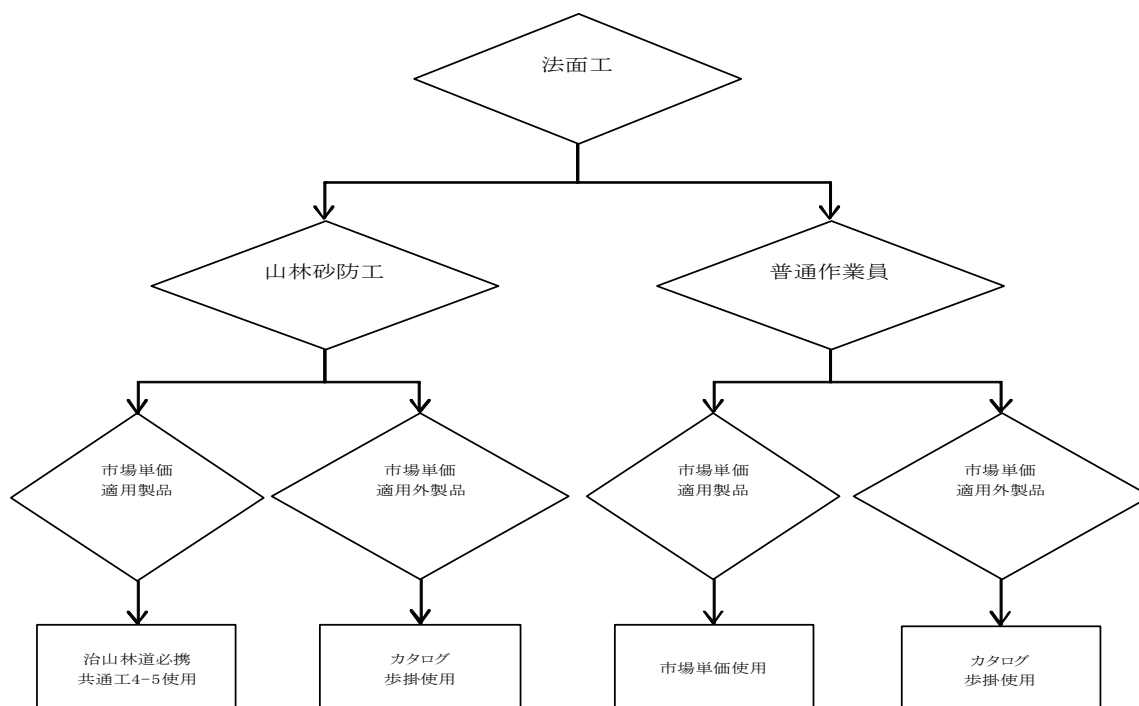 法面工
山林砂防工
普通作業員
市場単価
適用製品
市場単価
適用外製品
市場単価
適用製品
市場単価
適用外製品
治山林道必携
共通工4-5使用
カタログ
歩掛使用
市場単価使用
カタログ
歩掛使用